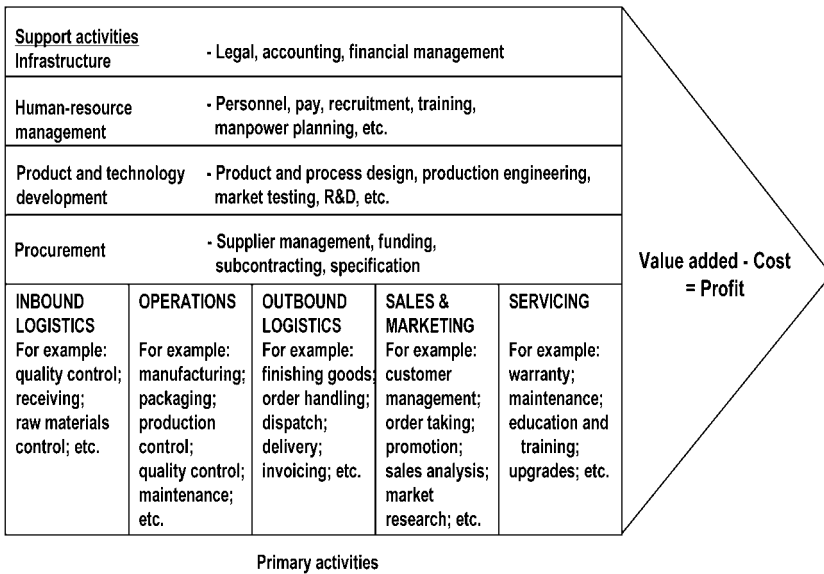 Support activities
Infrastructure
- Legal, accounting, financial management
Human-resource
management
- Personnel, pay, recruitment, training,
manpower planning, etc.
Product and technology
development
- Product and process design, production engineering,
market testing, R&D, etc.
Procurement
- Supplier management, funding,
subcontracting, specification
INBOUND
LOGISTICS
For example:
quality control;
receiving;
raw materials
control; etc.
OPERATIONS
For example:
manufacturing;
packaging;
production
control;
quality control;
maintenance;
etc.
OUTBOUND
LOGISTICS
For example:
finishing goods;
order handling;
dispatch;
delivery;
invoicing; etc.
SALES &
MARKETING
For example:
customer
management;
order taking;
promotion;
sales analysis;
market
research; etc.
SERVICING
For example:
warranty;
maintenance;
education and
training;
upgrades; etc.
Value added - Cost
= Profit
Primary activities